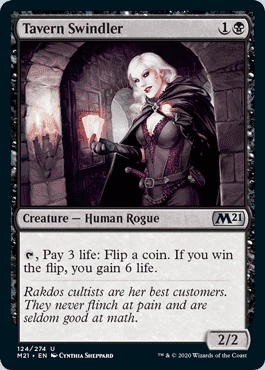 Tavern Swindler 1
Creature — Human Rogue M21
, Pay 3 life: Flip a coin. If you win
the flip, you gain 6 life.
Rakdos cultists are her best customers.
They never flinch at pain and are
seldom good at math.
2/2
124/274 U
M21 • EN Cynthia Sheppard ™ & © 2020 Wizards of the Coast